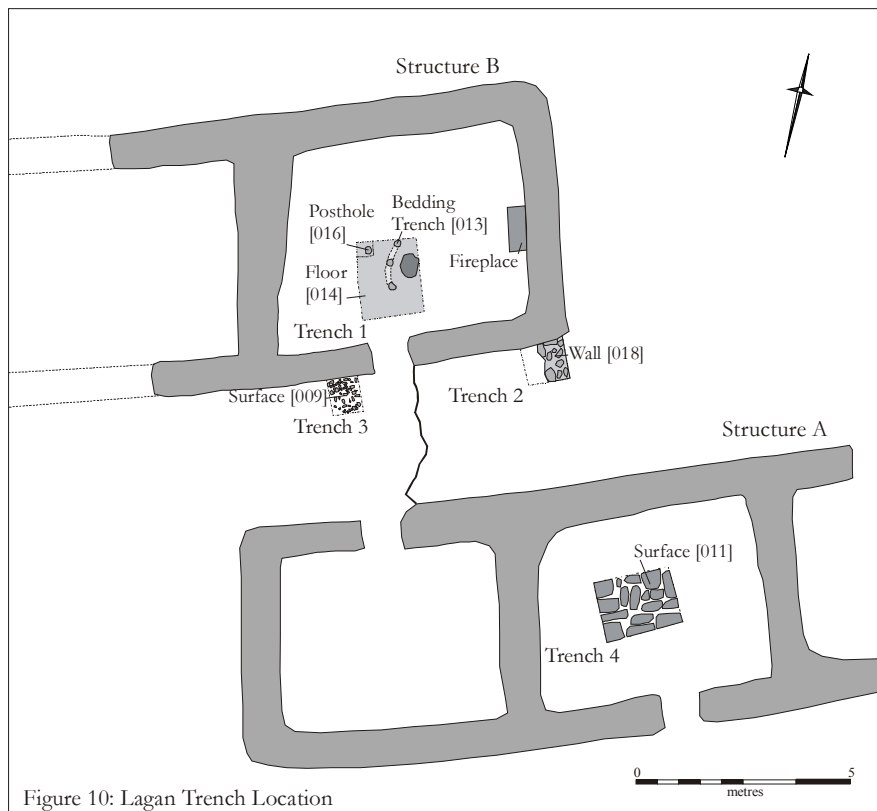 Structure B
Posthole
[016]
Bedding
Trench [013]
Fireplace
Floor
[014]
Trench 1
Wall [018]
Surface [009]
Trench 2
Trench 3
Structure A
Surface [011]
Trench 4
0
5
metres
Figure 10: Lagan Trench Location